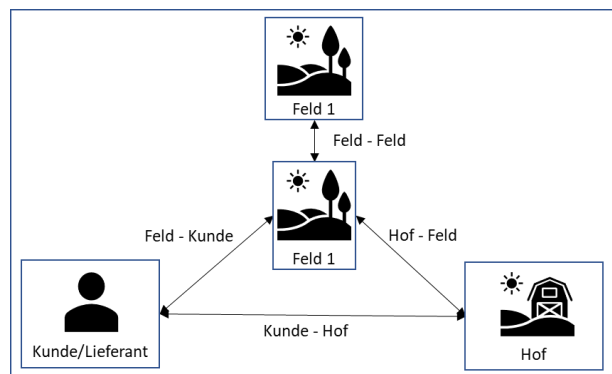 Feld 1
Feld - Feld
Feld 1
Feld - Kunde
Hof - Feld
Kunde/Lieferant
Kunde - Hof
Hof